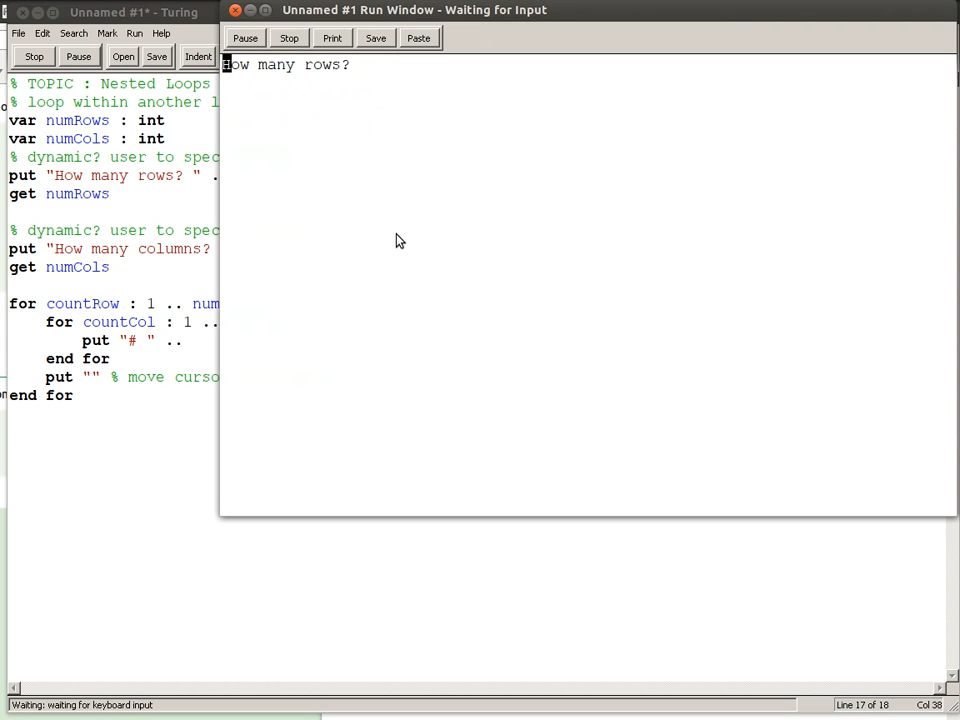 Unnamed #1* - Turing
File Edit Search Mark Run Help
Stop Pause Open Save Indent
% TOPIC : Nested Loops
% loop within another l
var numRows : int
var numCols : int
% dynamic? user to spec
put "How many rows? " .
get numRows
% dynamic? user to spec
put "How many columns?
get numCols
for countRow : 1 .. num
for countCol : 1 ..
put "# " ..
end for
put "" % move curso
end for
Unnamed #1 Run Window - Waiting for Input
Pause Stop Print Save Paste
How many rows?
Waiting: waiting for keyboard input
Line 17 of 18 Col 38